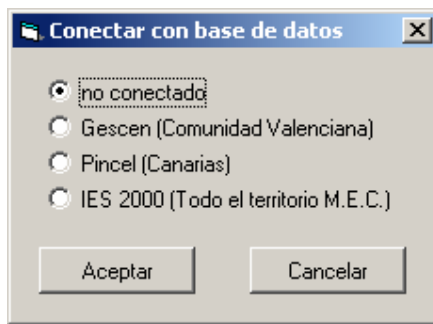 Conectar con base de datos
no conectado
Gescen (Comunidad Valenciana)
Pincel (Canarias)
IES 2000 (Todo el territorio M.E.C.)
Aceptar Cancelar